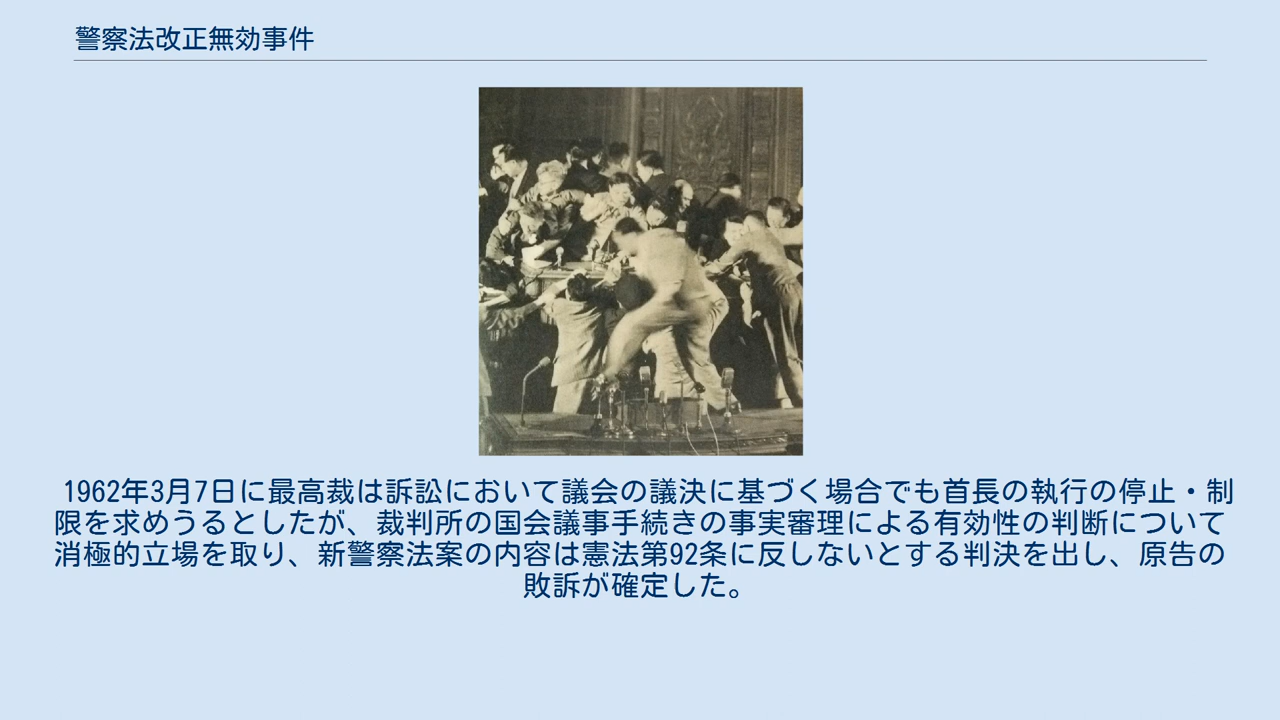 警察法改正無効事件
1962年3月7日に最高裁は訴訟において議会の議決に基づく場合でも首長の執行の停止・制
限を求めうるとしたが、裁判所の国会議事手続きの事実審理による有効性の判断について
消極的立場を取り、新警察法案の内容は憲法第92条に反しないとする判決を出し、原告の
敗訴が確定した。